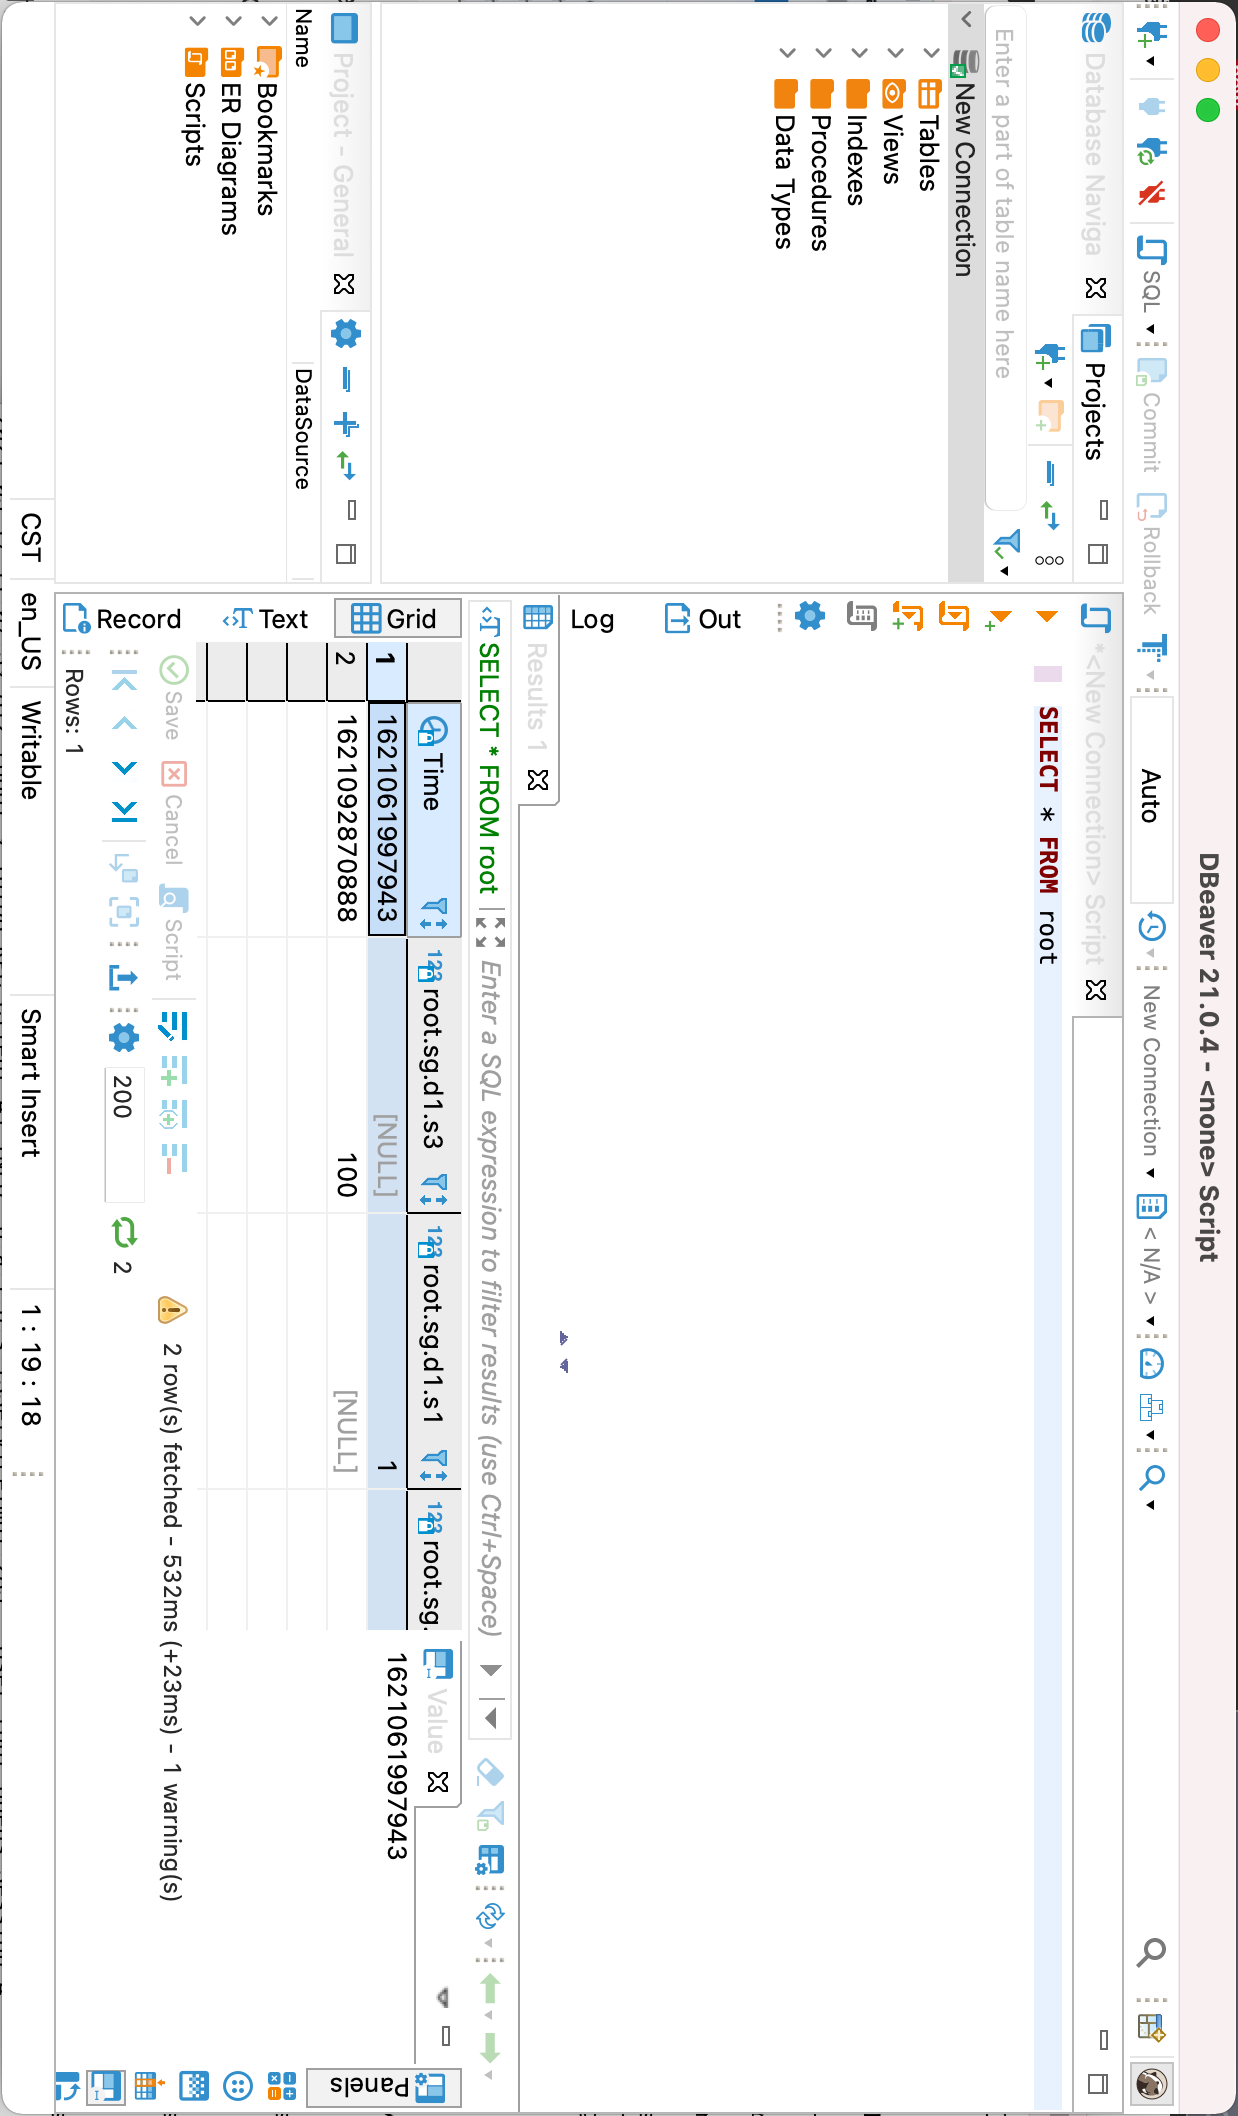 DBeaver 21.0.4 - <none> Script
SQL
Commit
Rollback
Auto
New Connection
< N/A >
Database Naviga
Projects
Enter a part of table name here
New Connection
Tables
Views
Indexes
Procedures
Data Types
Project - General
Name
DataSource
Bookmarks
ER Diagrams
Scripts
*<New Connection> Script
SELECT * FROM root
Out
Log
Results 1
SELECT * FROM root
Enter a SQL expression to filter results (use Ctrl+Space)
Grid
Text
Record
Time
root.sg.d1.s3
root.sg.d1.s1
root.sg.
1 1621061997943 [NULL] 1
2 1621092870888 100 [NULL]
Value
1621061997943
Panels
Save
Cancel
Script
2 row(s) fetched - 532ms (+23ms) - 1 warning(s)
200
2
Rows: 1
CST
en_US
Writable
Smart Insert
1 : 19 : 18